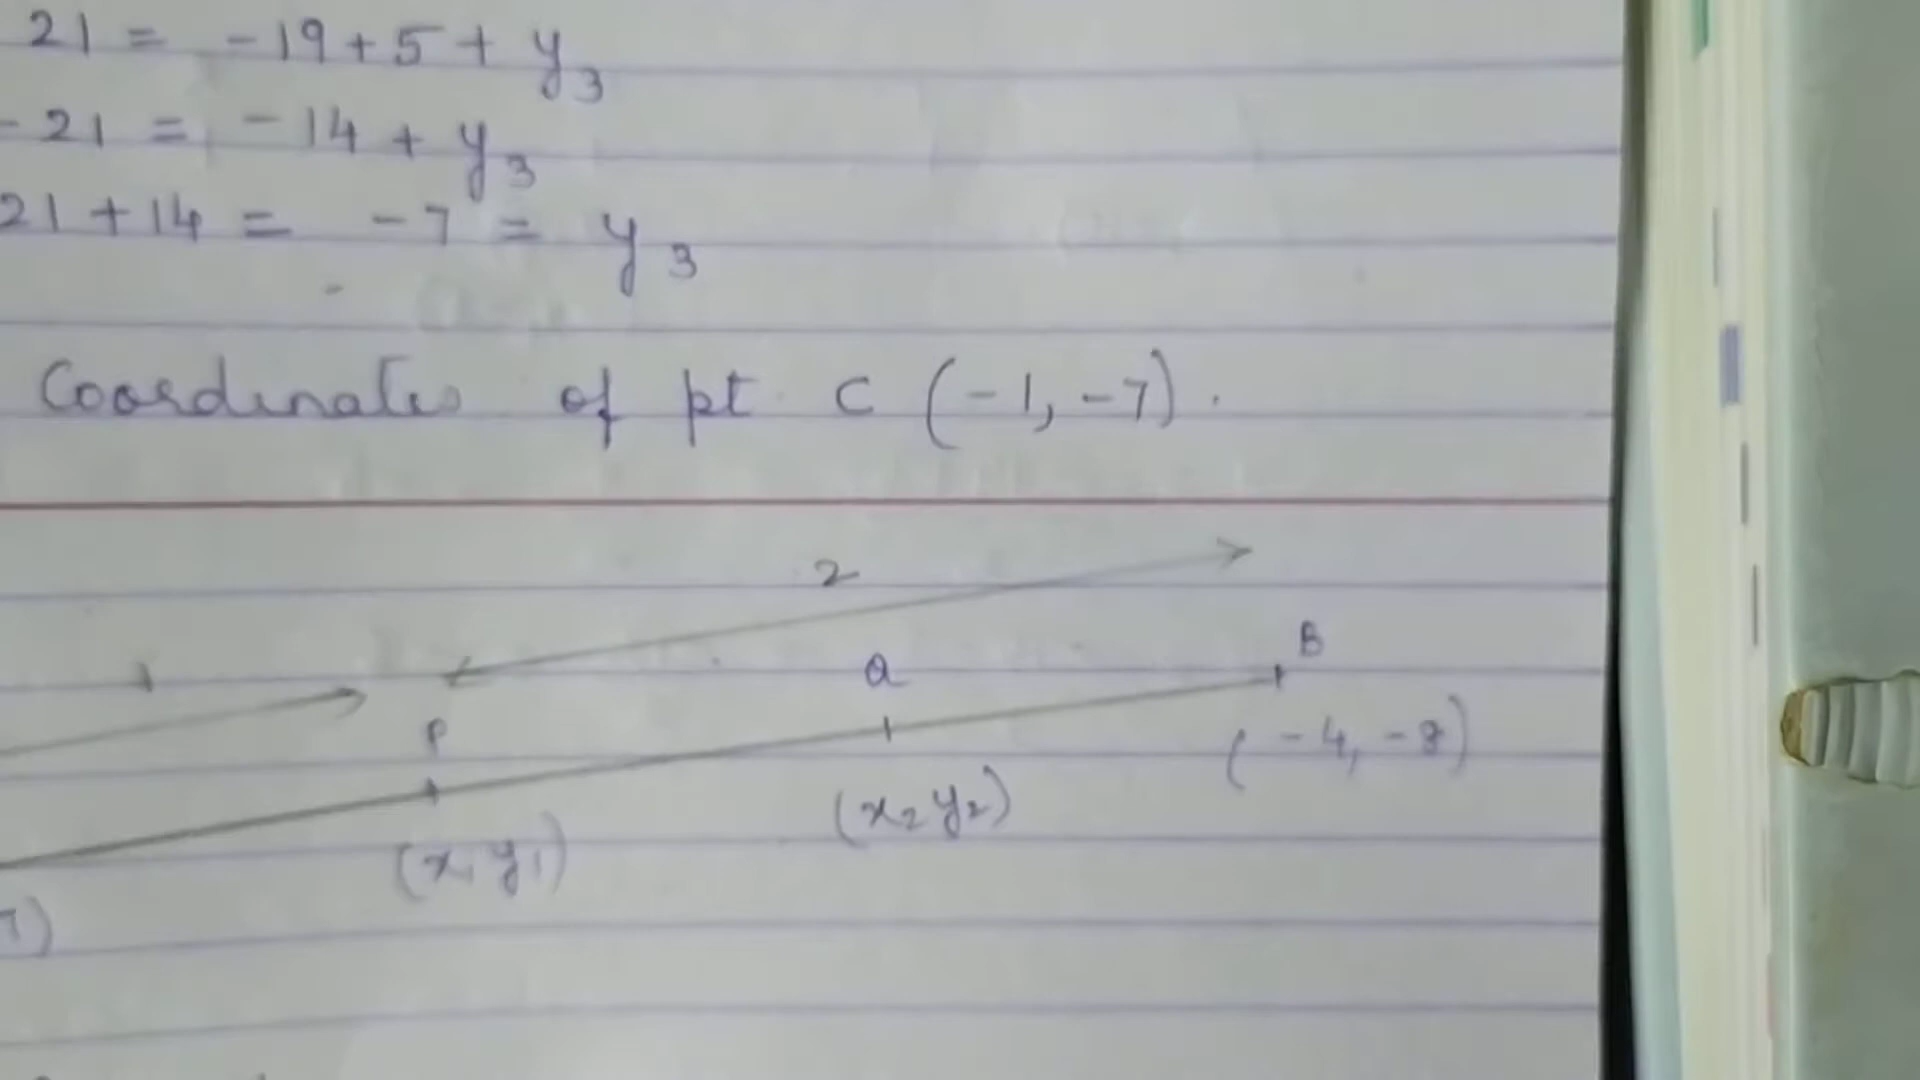 21 = -19+5+ y3
-21 = -14 + y3
21+14 = -7 = y3
Coordinates of pt. C (-1, -7).
2
1
Q
B
P
(-4, -8)
(x2 y2)
(x1 y1)
7)